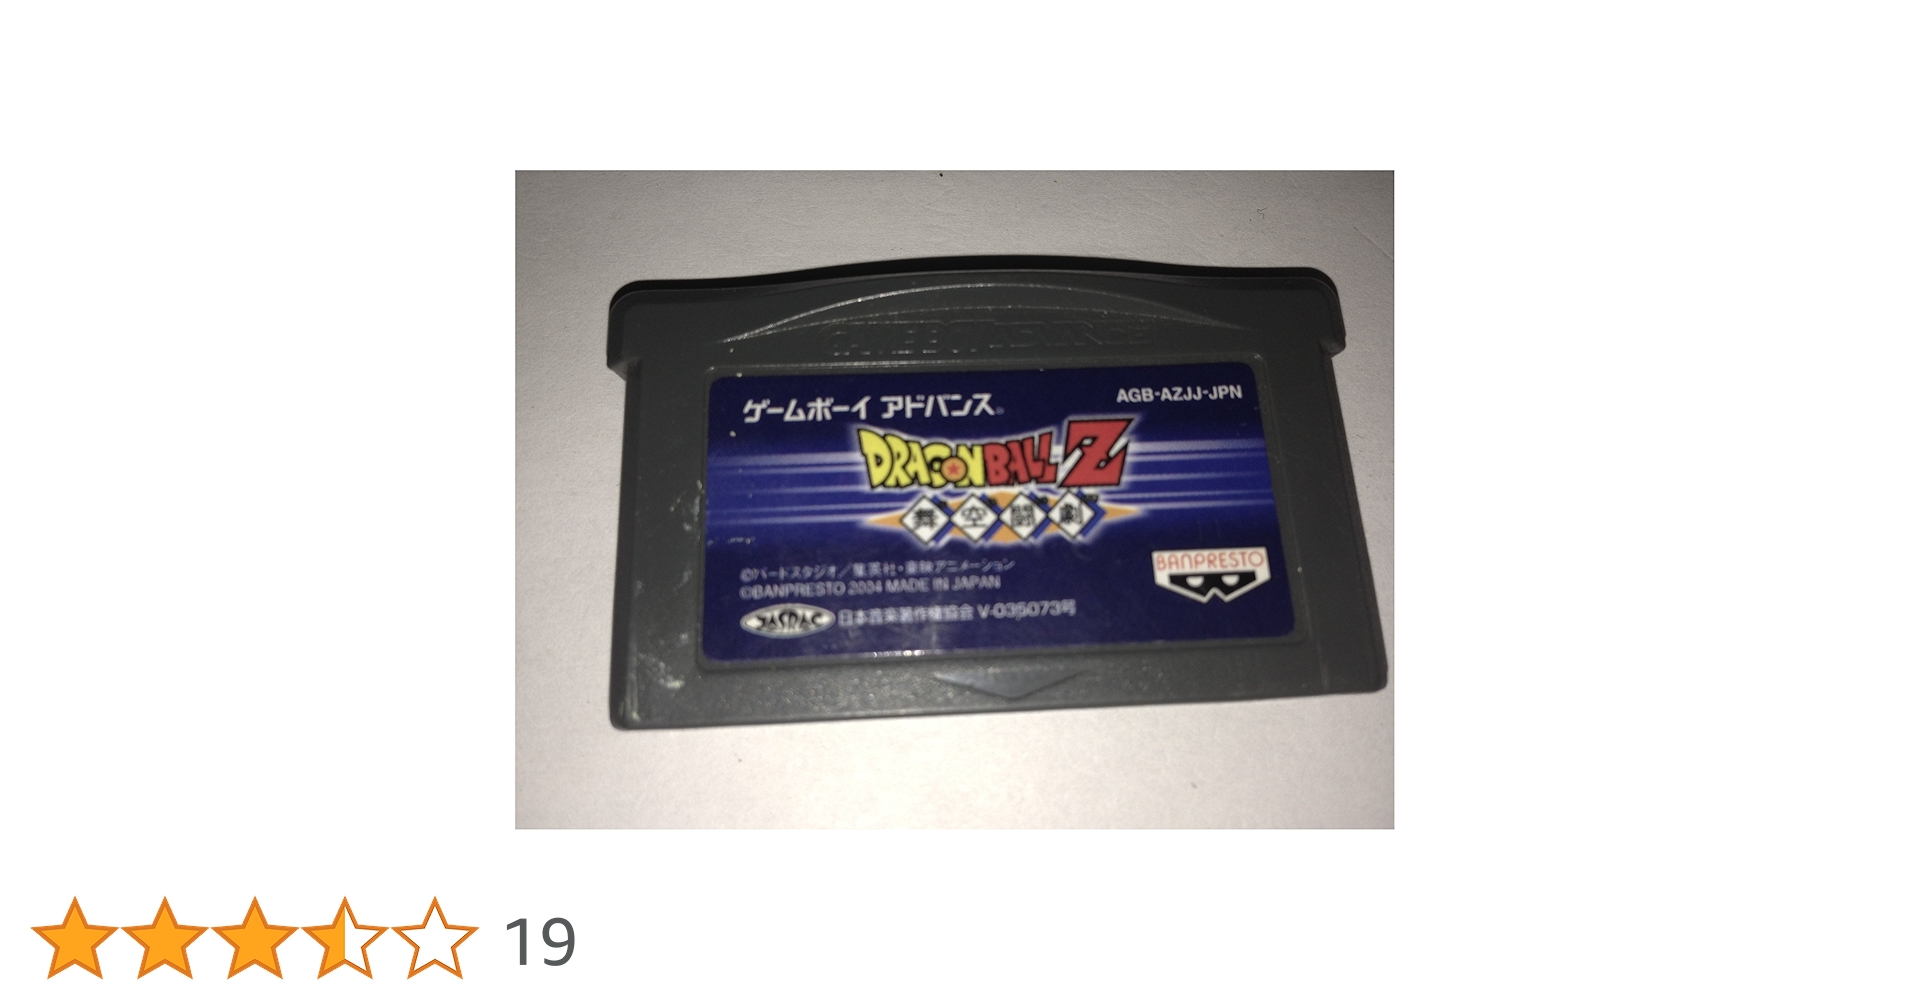 GAME BOY ADVANCE
ゲームボーイ アドバンス
AGB-AZJJ-JPN
DRAGON BALL Z
舞空闘劇
©バードスタジオ／集英社・東映アニメーション
©BANPRESTO 2004 MADE IN JAPAN
BANPRESTO
JASRAC 日本音楽著作権協会 V-035073号
19